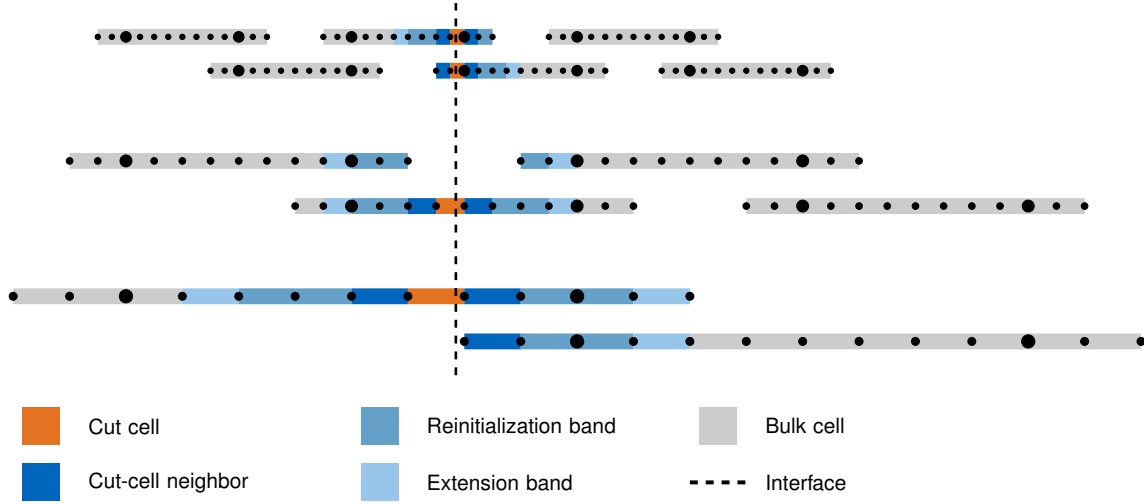 Cut cell
Reinitialization band
Bulk cell
Cut-cell neighbor
Extension band
Interface